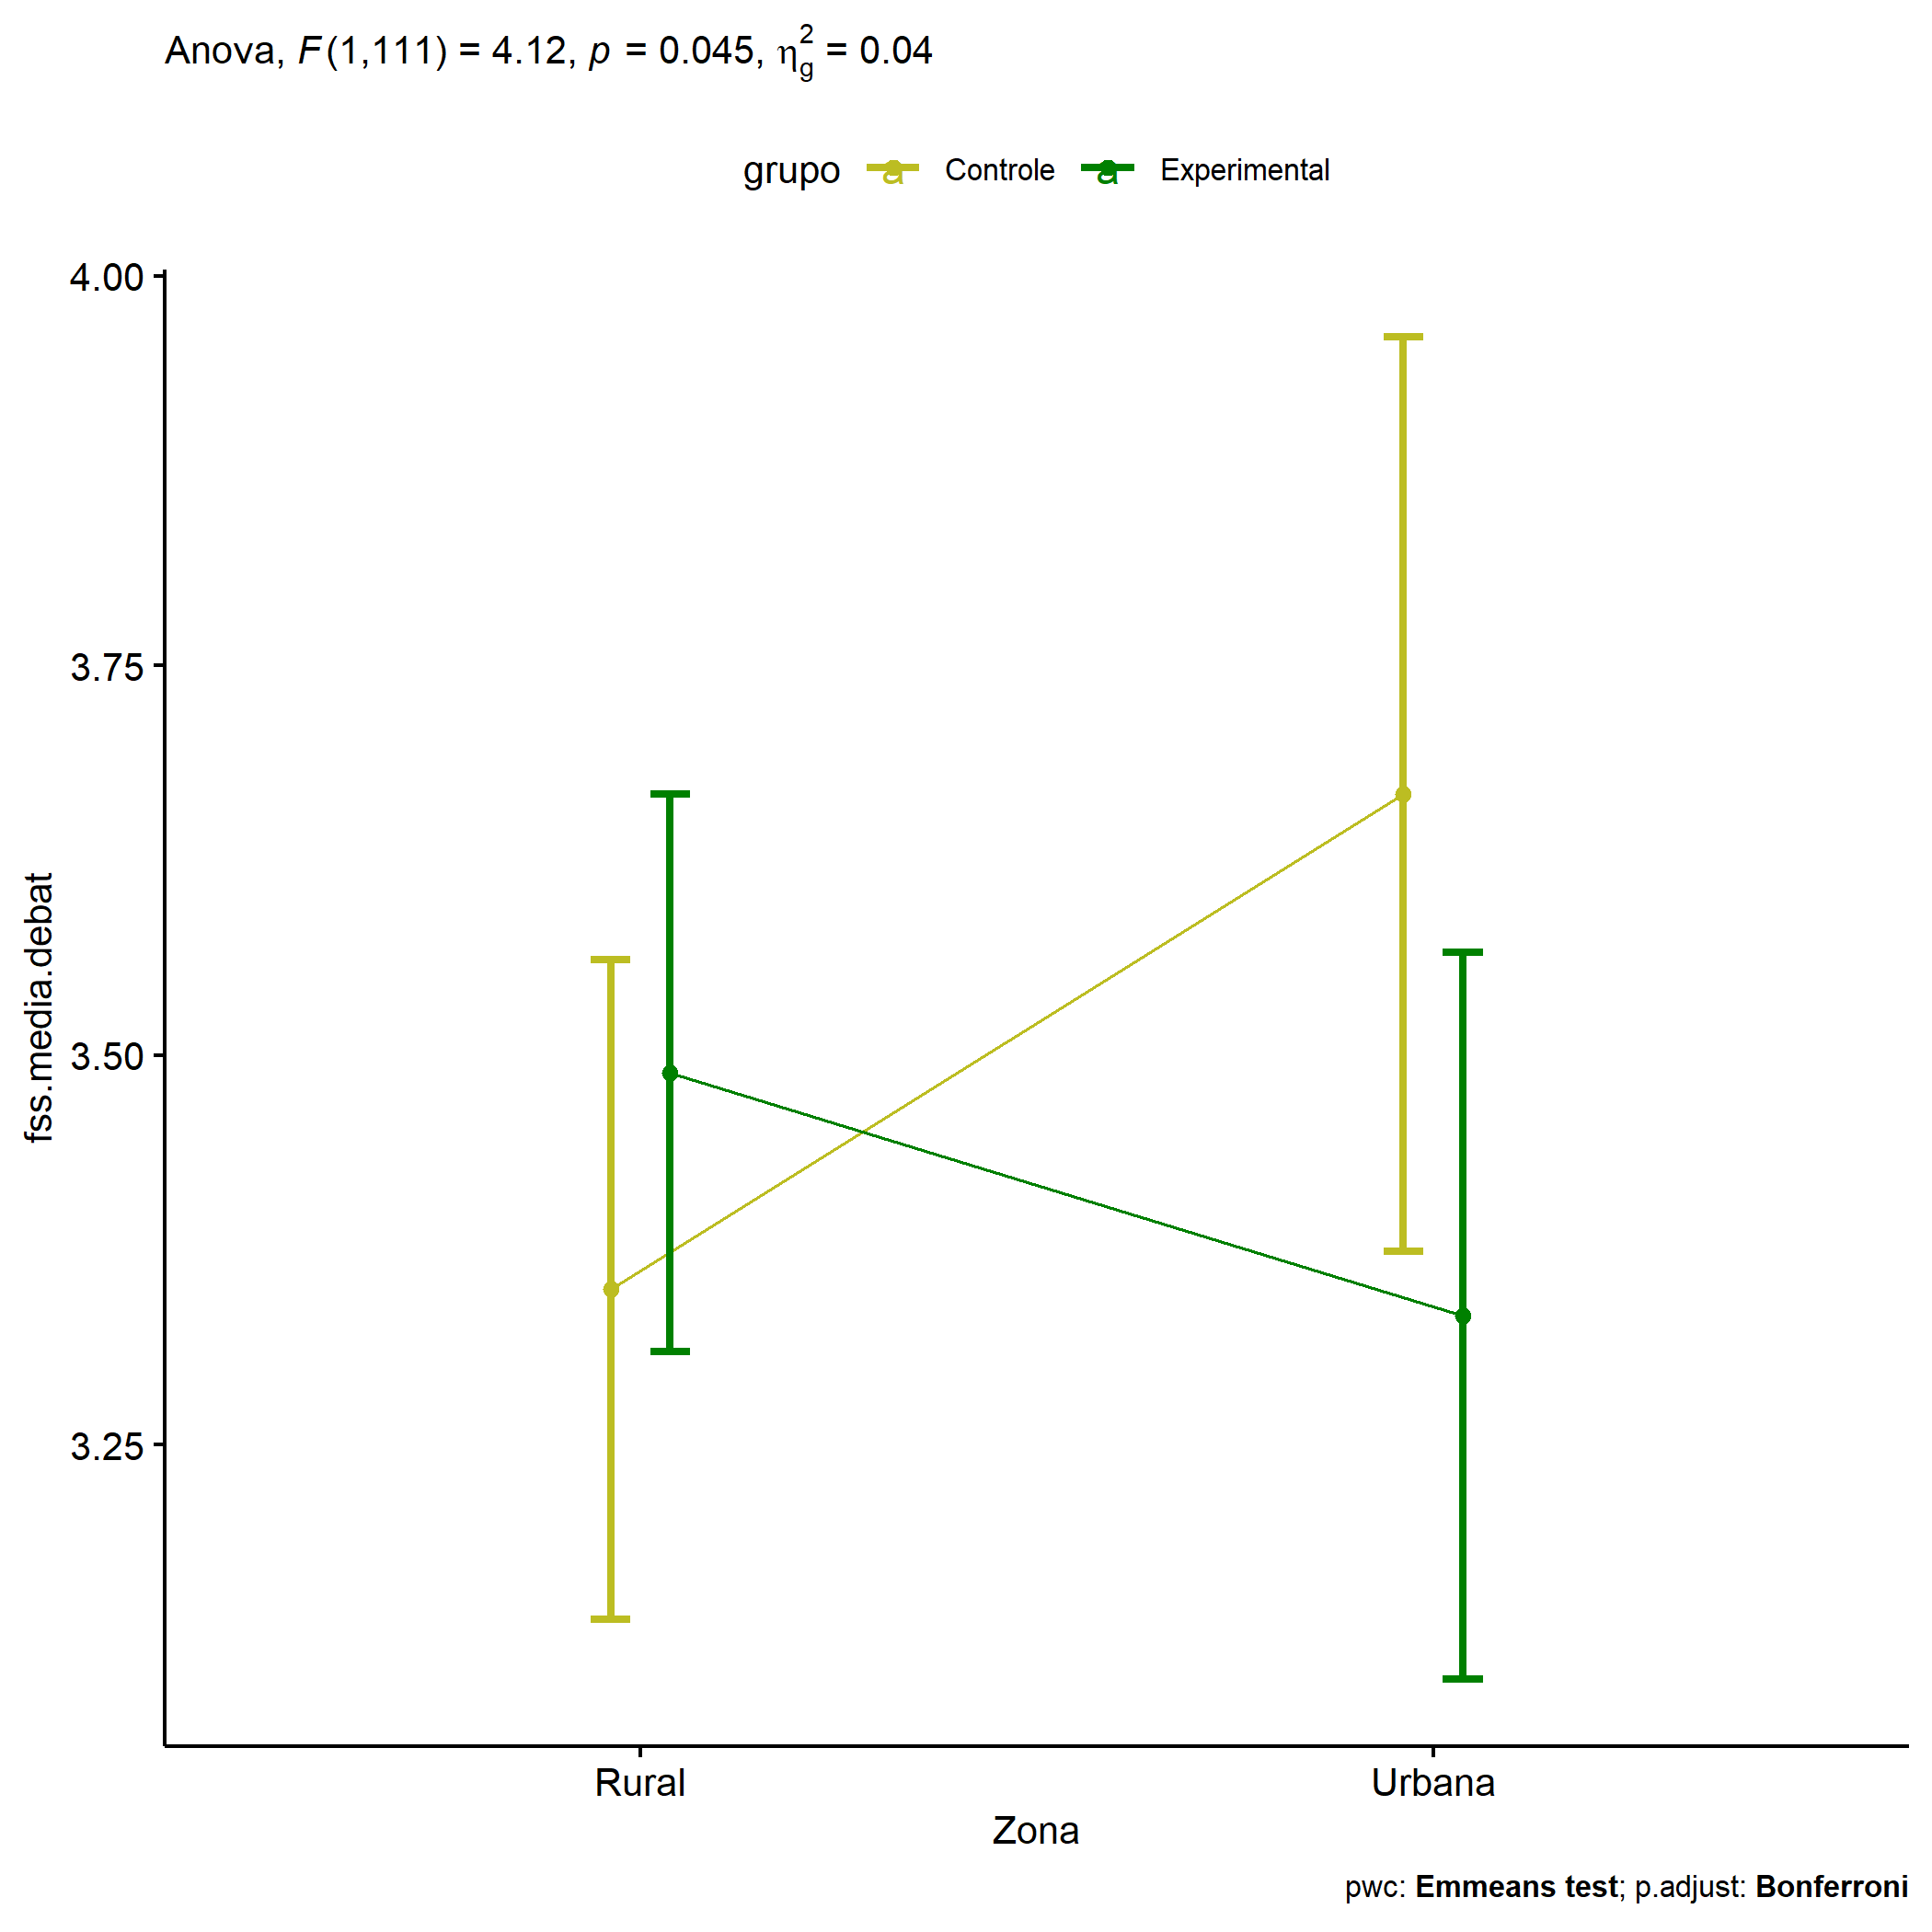 Anova, F(1,111) = 4.12, p = 0.045, η²g = 0.04
grupo a Controle a Experimental
4.00
3.75
3.50
3.25
fss.media.debat
Rural Urbana
Zona
pwc: Emmeans test; p.adjust: Bonferroni